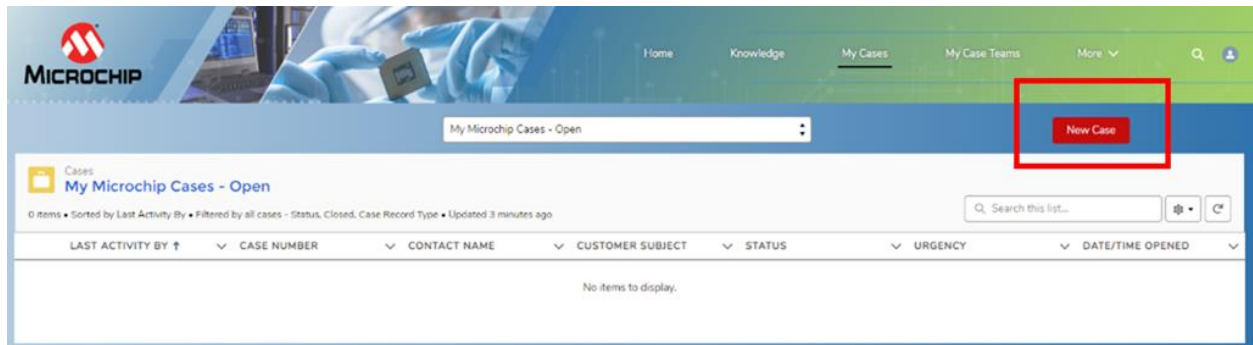 MICROCHIP
Home Knowledge My Cases My Case Teams More
My Microchip Cases - Open
New Case
Cases
My Microchip Cases - Open
0 items • Sorted by Last Activity By • Filtered by all cases - Status, Closed, Case Record Type • Updated 3 minutes ago
Search this list...
LAST ACTIVITY BY CASE NUMBER CONTACT NAME CUSTOMER SUBJECT STATUS URGENCY DATE/TIME OPENED
No items to display.